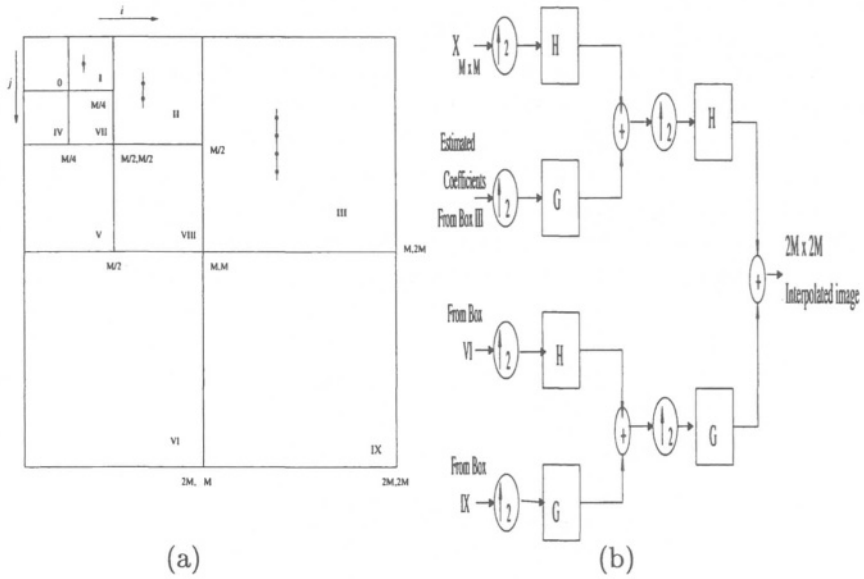 i
j
0
I
M/4
II
IV
VII
M/4
M/2,M/2
M/2
III
V
VIII
M,2M
M/2
M,M
VI
IX
2M, M
2M,2M
(a)
X
M x M
2
H
+
2
H
Estimated
Coefficients
From Box III
2
G
+
2M x 2M
Interpolated image
From Box
VI
2
H
+
2
G
From Box
IX
2
G
(b)